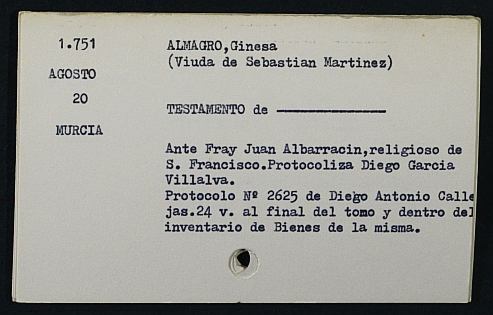 1.751
AGOSTO
20
MURCIA
ALMAGRO,Ginesa
(Viuda de Sebastian Martinez)
TESTAMENTO de ————————
Ante Fray Juan Albarracin,religioso de
S. Francisco.Protocoliza Diego Garcia
Villalva.
Protocolo Nº 2625 de Diego Antonio Calle
jas.24 v. al final del tomo y dentro del
inventario de Bienes de la misma.